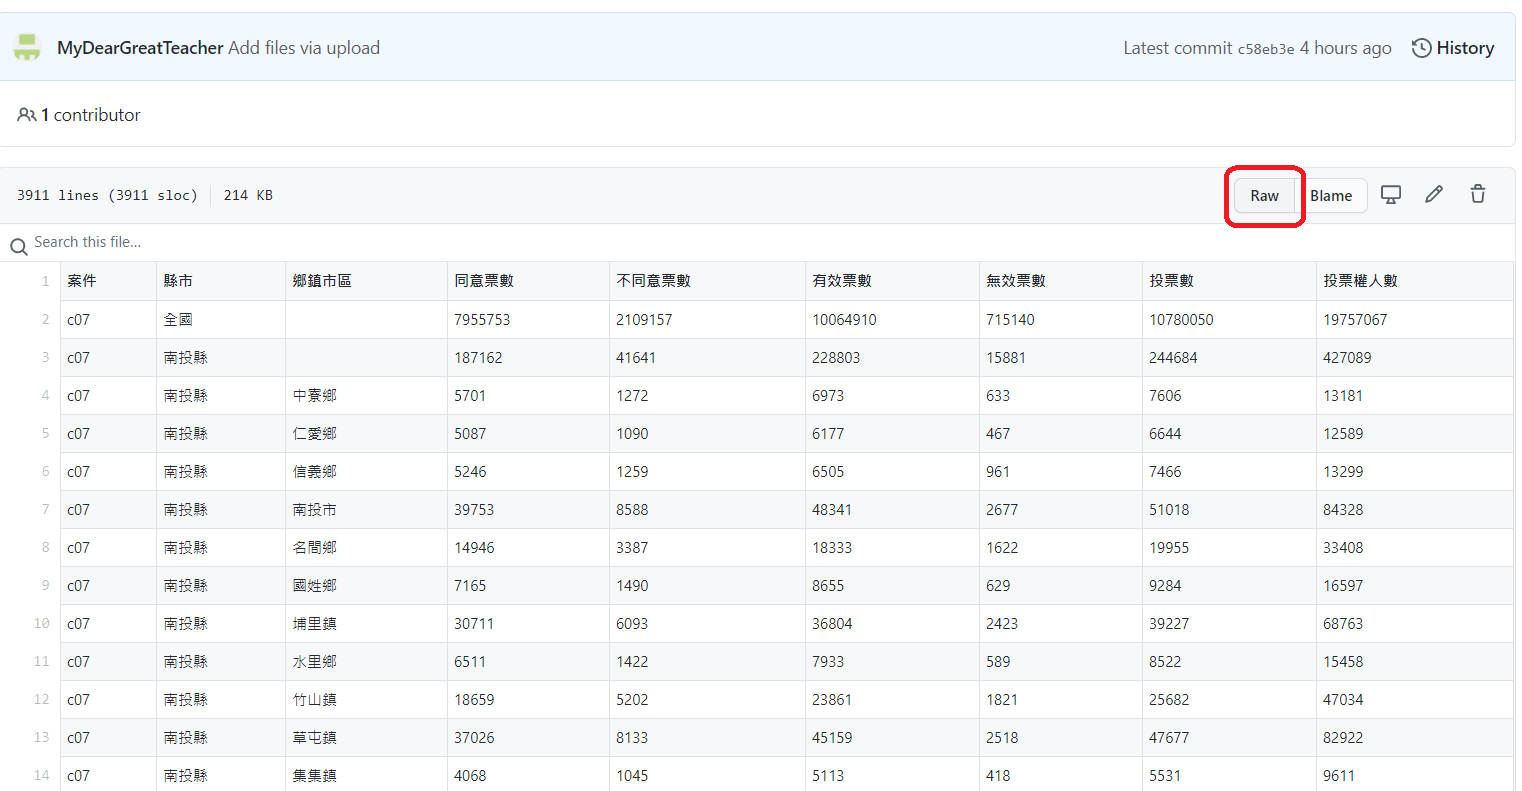 MyDearGreatTeacher Add files via upload Latest commit c58eb3e 4 hours ago History
1 contributor
3911 lines (3911 sloc) 214 KB Raw Blame
Search this file...
1 案件 縣市 鄉鎮市區 同意票數 不同意票數 有效票數 無效票數 投票數 投票權人數
2 c07 全國 7955753 2109157 10064910 715140 10780050 19757067
3 c07 南投縣 187162 41641 228803 15881 244684 427089
4 c07 南投縣 中寮鄉 5701 1272 6973 633 7606 13181
5 c07 南投縣 仁愛鄉 5087 1090 6177 467 6644 12589
6 c07 南投縣 信義鄉 5246 1259 6505 961 7466 13299
7 c07 南投縣 南投市 39753 8588 48341 2677 51018 84328
8 c07 南投縣 名間鄉 14946 3387 18333 1622 19955 33408
9 c07 南投縣 國姓鄉 7165 1490 8655 629 9284 16597
10 c07 南投縣 埔里鎮 30711 6093 36804 2423 39227 68763
11 c07 南投縣 水里鄉 6511 1422 7933 589 8522 15458
12 c07 南投縣 竹山鎮 18659 5202 23861 1821 25682 47034
13 c07 南投縣 草屯鎮 37026 8133 45159 2518 47677 82922
14 c07 南投縣 集集鎮 4068 1045 5113 418 5531 9611